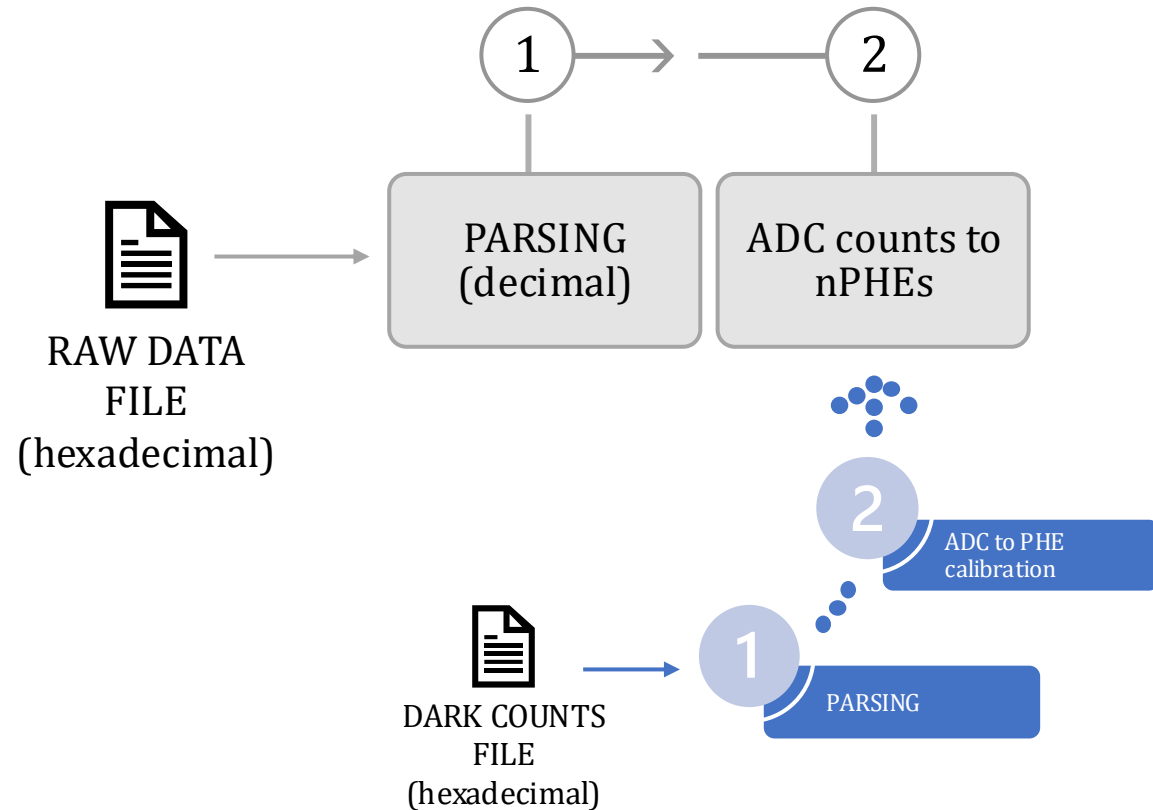 1
2
PARSING
(decimal)
ADC counts to
nPHEs
RAW DATA
FILE
(hexadecimal)
2
ADC to PHE
calibration
1
PARSING
DARK COUNTS
FILE
(hexadecimal)